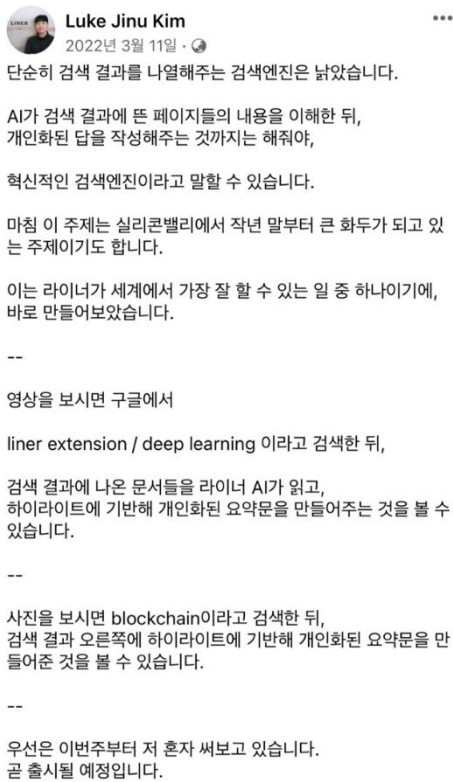 LINER
Luke Jinu Kim
2022년 3월 11일 ·
단순히 검색 결과를 나열해주는 검색엔진은 낡았습니다.
AI가 검색 결과에 뜬 페이지들의 내용을 이해한 뒤,
개인화된 답을 작성해주는 것까지는 해줘야,
혁신적인 검색엔진이라고 말할 수 있습니다.
마침 이 주제는 실리콘밸리에서 작년 말부터 큰 화두가 되고 있
는 주제이기도 합니다.
이는 라이너가 세계에서 가장 잘 할 수 있는 일 중 하나이기에,
바로 만들어보았습니다.
--
영상을 보시면 구글에서
liner extension / deep learning 이라고 검색한 뒤,
검색 결과에 나온 문서들을 라이너 AI가 읽고,
하이라이트에 기반해 개인화된 요약문을 만들어주는 것을 볼 수
있습니다.
--
사진을 보시면 blockchain이라고 검색한 뒤,
검색 결과 오른쪽에 하이라이트에 기반해 개인화된 요약문을 만
들어준 것을 볼 수 있습니다.
--
우선은 이번주부터 저 혼자 써보고 있습니다.
곧 출시될 예정입니다.